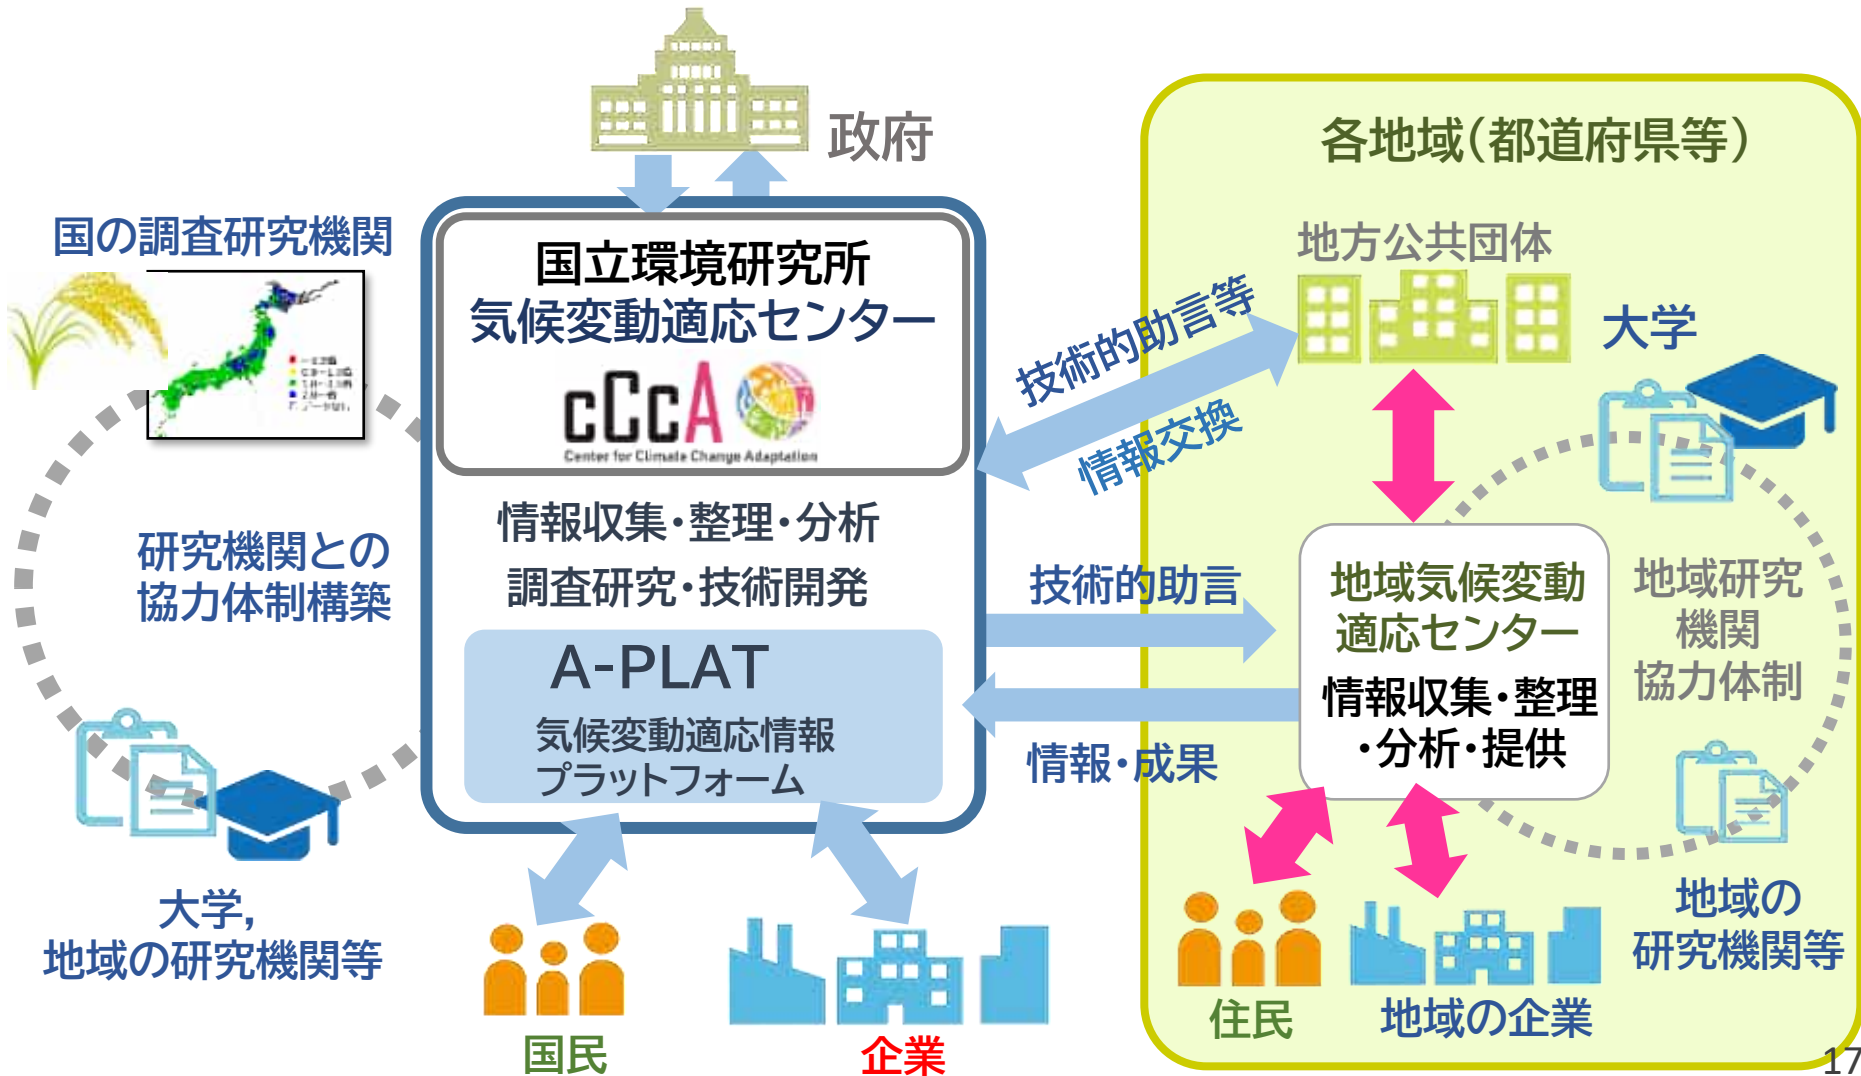 政府
各地域(都道府県等)
国の調査研究機関
国立環境研究所
気候変動適応センター
cCcA
Center for Climate Change Adaptation
地方公共団体
大学
技術的助言等
情報交換
情報収集・整理・分析
調査研究・技術開発
研究機関との
協力体制構築
技術的助言
地域気候変動
適応センター
情報収集・整理
・分析・提供
地域研究
機関
協力体制
A-PLAT
気候変動適応情報
プラットフォーム
情報・成果
大学,
地域の研究機関等
地域の
研究機関等
国民
企業
住民
地域の企業
17